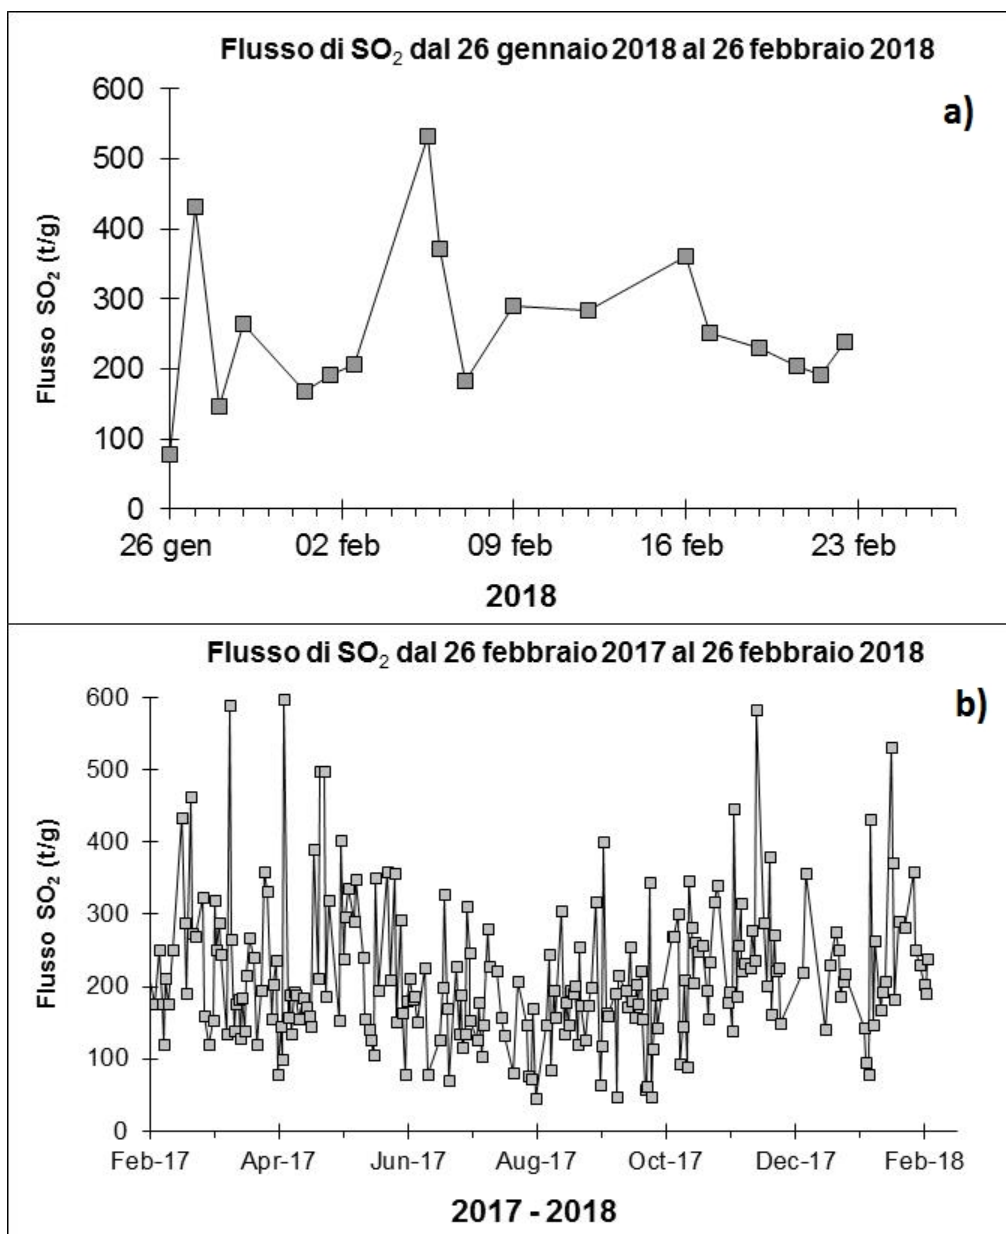 Flusso di SO₂ dal 26 gennaio 2018 al 26 febbraio 2018
a)
600
500
400
300
200
100
0
Flusso SO₂ (t/g)
26 gen 02 feb 09 feb 16 feb 23 feb
2018
Flusso di SO₂ dal 26 febbraio 2017 al 26 febbraio 2018
b)
600
500
400
300
200
100
0
Flusso SO₂ (t/g)
Feb-17 Apr-17 Jun-17 Aug-17 Oct-17 Dec-17 Feb-18
2017 - 2018